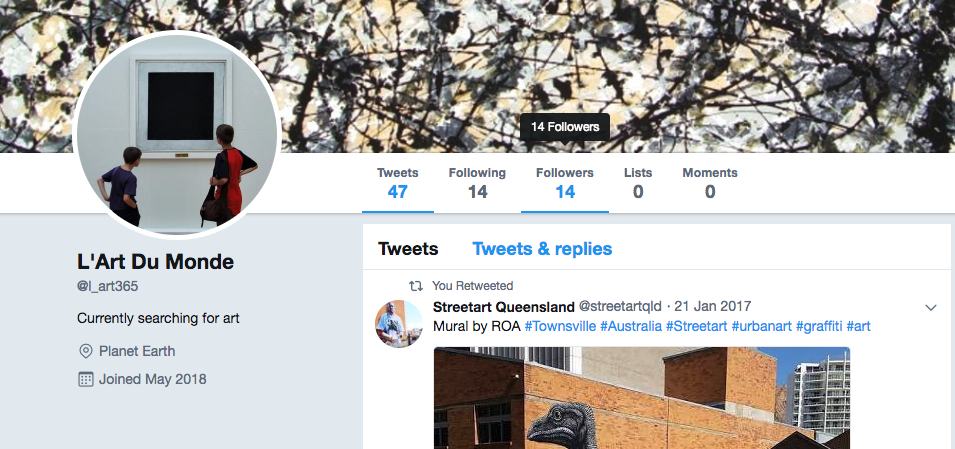 14 Followers
Tweets Following Followers Lists Moments
47 14 14 0 0
L'Art Du Monde
@l_art365
Currently searching for art
Planet Earth
Joined May 2018
Tweets Tweets & replies
You Retweeted
Streetart Queensland @streetartqld · 21 Jan 2017
Mural by ROA #Townsville #Australia #Streetart #urbanart #graffiti #art